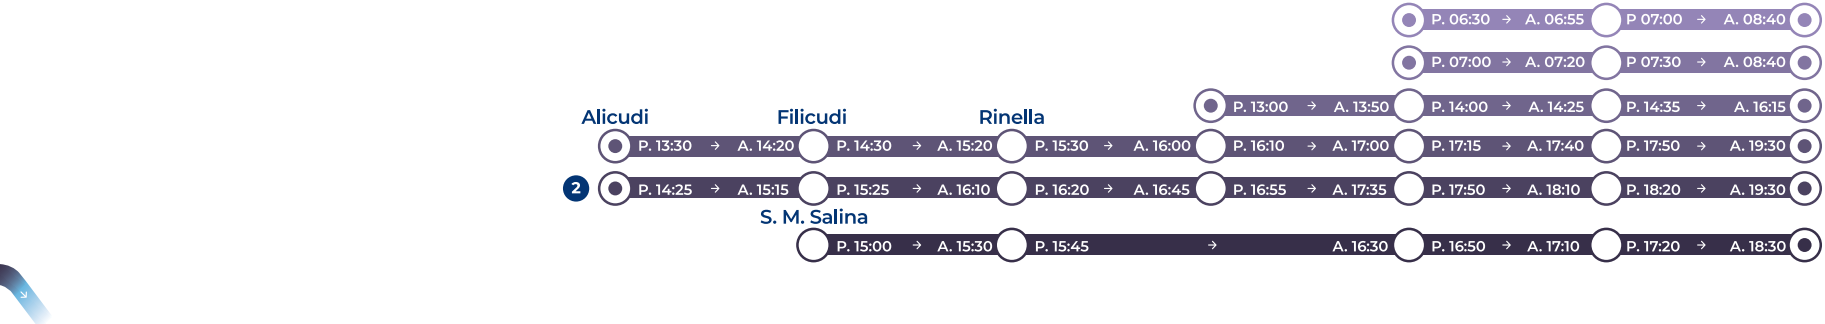 P. 06:30 → A. 06:55 P 07:00 → A. 08:40
P. 07:00 → A. 07:20 P 07:30 → A. 08:40
P. 13:00 → A. 13:50 P. 14:00 → A. 14:25 P. 14:35 → A. 16:15
Alicudi Filicudi Rinella
P. 13:30 → A. 14:20 P. 14:30 → A. 15:20 P. 15:30 → A. 16:00 P. 16:10 → A. 17:00 P. 17:15 → A. 17:40 P. 17:50 → A. 19:30
2 P. 14:25 → A. 15:15 P. 15:25 → A. 16:10 P. 16:20 → A. 16:45 P. 16:55 → A. 17:35 P. 17:50 → A. 18:10 P. 18:20 → A. 19:30
S. M. Salina
P. 15:00 → A. 15:30 P. 15:45 → A. 16:30 P. 16:50 → A. 17:10 P. 17:20 → A. 18:30